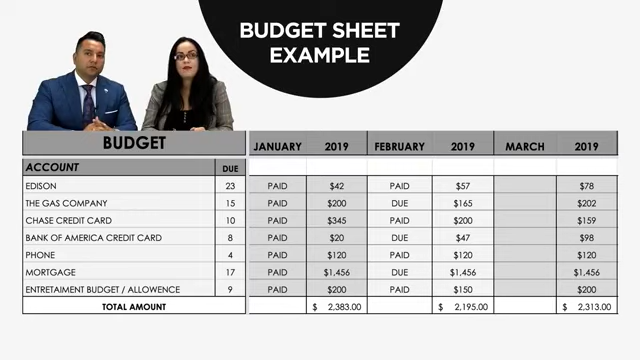 BUDGET SHEET
EXAMPLE
BUDGET JANUARY 2019 FEBRUARY 2019 MARCH 2019
ACCOUNT DUE
EDISON 23 PAID $42 PAID $57 $78
THE GAS COMPANY 15 PAID $200 DUE $165 $202
CHASE CREDIT CARD 10 PAID $345 PAID $200 $159
BANK OF AMERICA CREDIT CARD 8 PAID $20 DUE $47 $98
PHONE 4 PAID $120 PAID $120 $120
MORTGAGE 17 PAID $1,456 DUE $1,456 $1,456
ENTRETAIMENT BUDGET / ALLOWENCE 9 PAID $200 PAID $150 $200
TOTAL AMOUNT $ 2,383.00 $ 2,195.00 $ 2,313.00